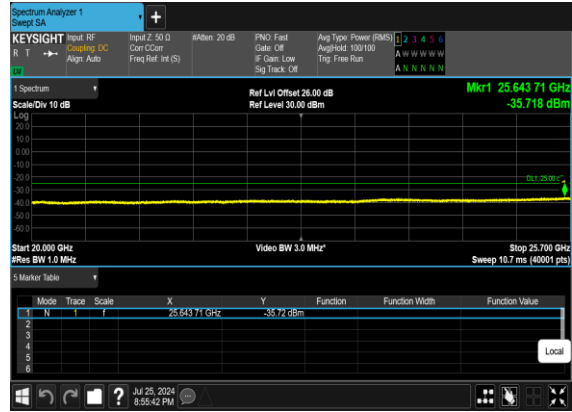 Spectrum Analyzer 1
Swept SA
+
KEYSIGHT
R T
Input: RF
Coupling: DC
Align: Auto
Input Z: 50 Ω
Corr CCorr
Freq Ref: Int (S)
#Atten: 20 dB
PNO: Fast
Gate: Off
IF Gain: Low
Sig Track: Off
Avg Type: Power (RMS)
Avg|Hold: 100/100
Trig: Free Run
1 2 3 4 5 6
A W W W W W
A N N N N N
1 Spectrum
Scale/Div 10 dB
Ref Lvl Offset 26.00 dB
Ref Level 30.00 dBm
Mkr1 25.643 71 GHz
-35.718 dBm
Log
20.0
10.0
0.00
-10.0
-20.0
-30.0
-40.0
-50.0
-60.0
Start 20.000 GHz
#Res BW 1.0 MHz
Video BW 3.0 MHz*
Stop 25.700 GHz
Sweep 10.7 ms (40001 pts)
5 Marker Table
Mode Trace Scale X Y Function Function Width Function Value
1 N 1 f 25.643 71 GHz -35.72 dBm
2
3
4
5
6
Local
?
Jul 25, 2024
8:55:42 PM